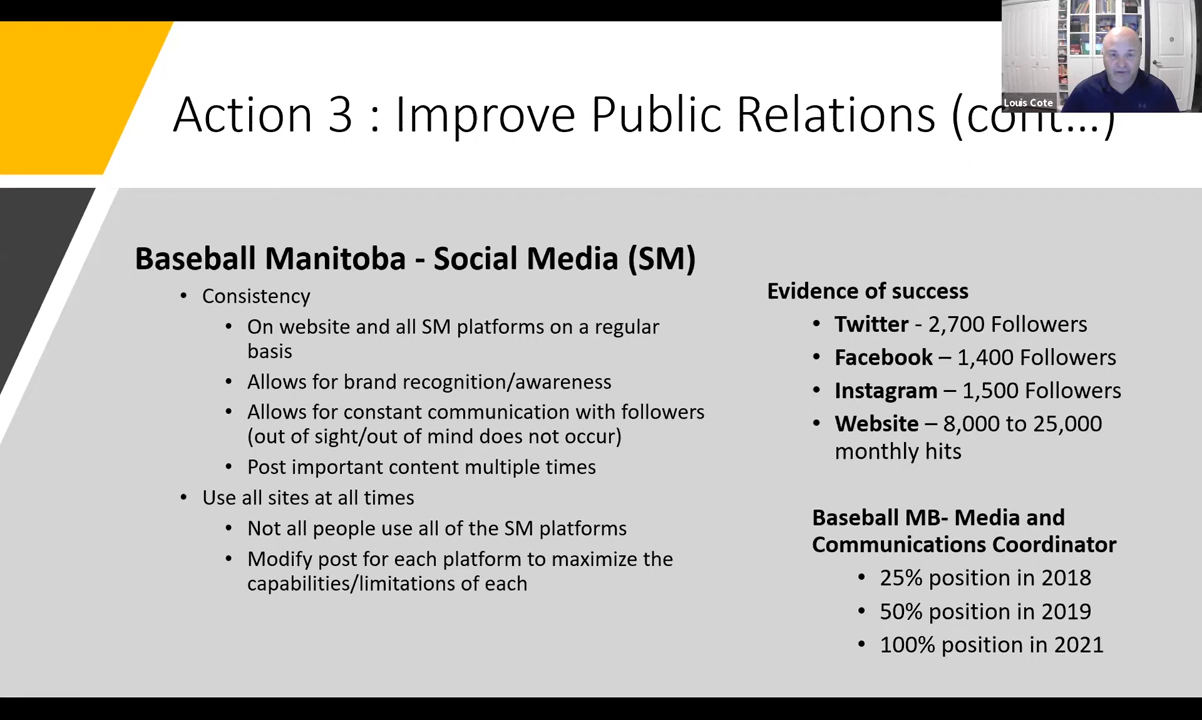 Louis Cote
Action 3 : Improve Public Relations (cont...)
Baseball Manitoba - Social Media (SM)
• Consistency
• On website and all SM platforms on a regular
basis
• Allows for brand recognition/awareness
• Allows for constant communication with followers
(out of sight/out of mind does not occur)
• Post important content multiple times
• Use all sites at all times
• Not all people use all of the SM platforms
• Modify post for each platform to maximize the
capabilities/limitations of each
Evidence of success
• Twitter - 2,700 Followers
• Facebook – 1,400 Followers
• Instagram – 1,500 Followers
• Website – 8,000 to 25,000
monthly hits
Baseball MB- Media and
Communications Coordinator
• 25% position in 2018
• 50% position in 2019
• 100% position in 2021